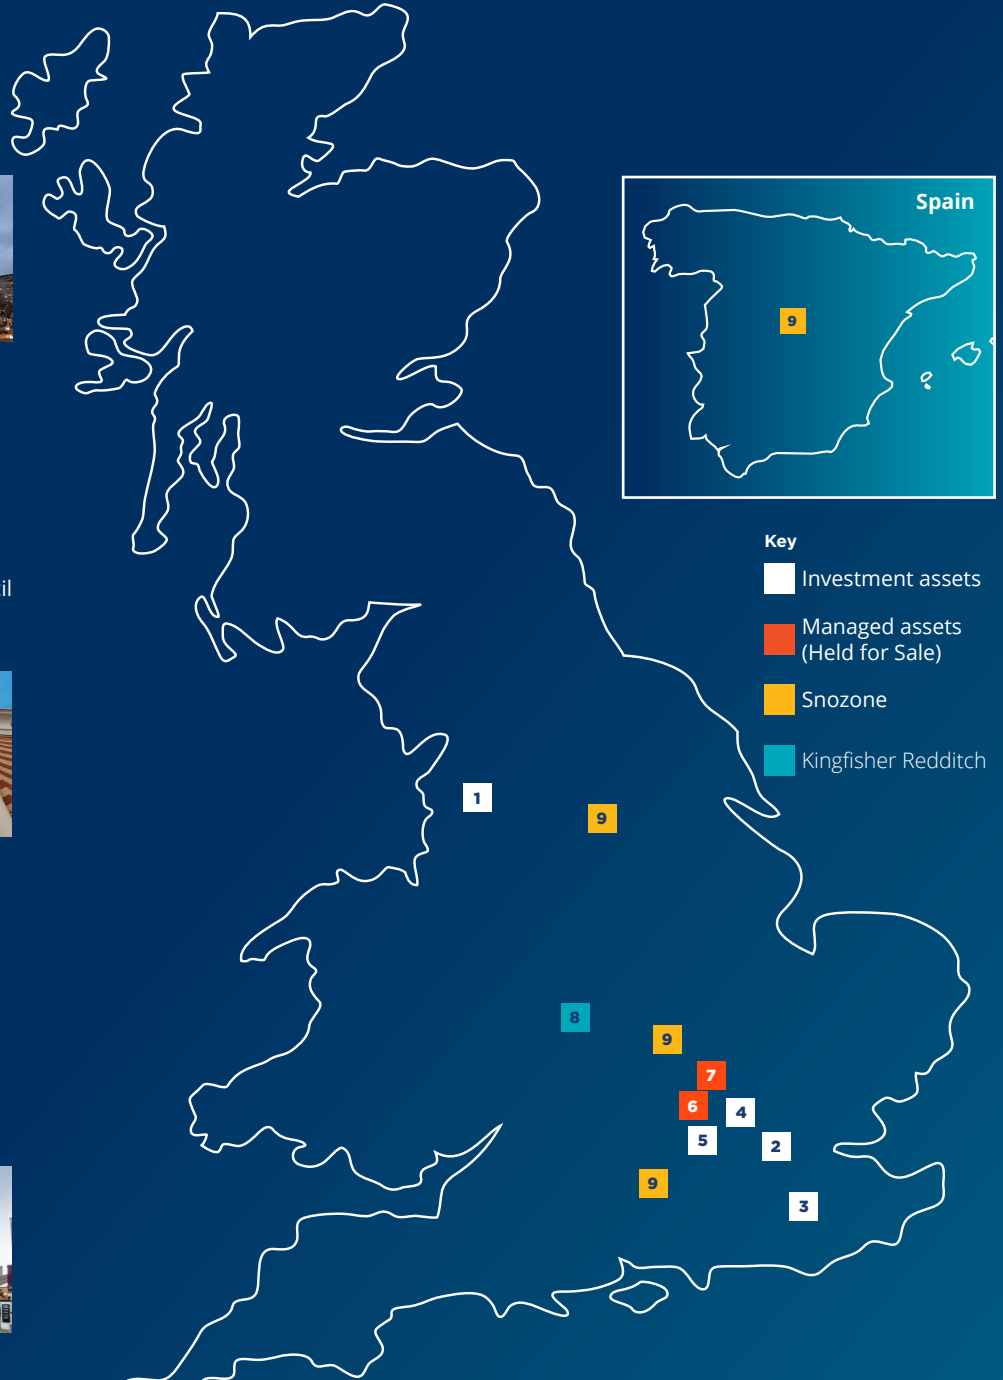 Spain
9
il
Key
Investment assets
Managed assets
(Held for Sale)
Snozone
Kingfisher Redditch
1
9
8
9
7
6
4
5
2
9
3